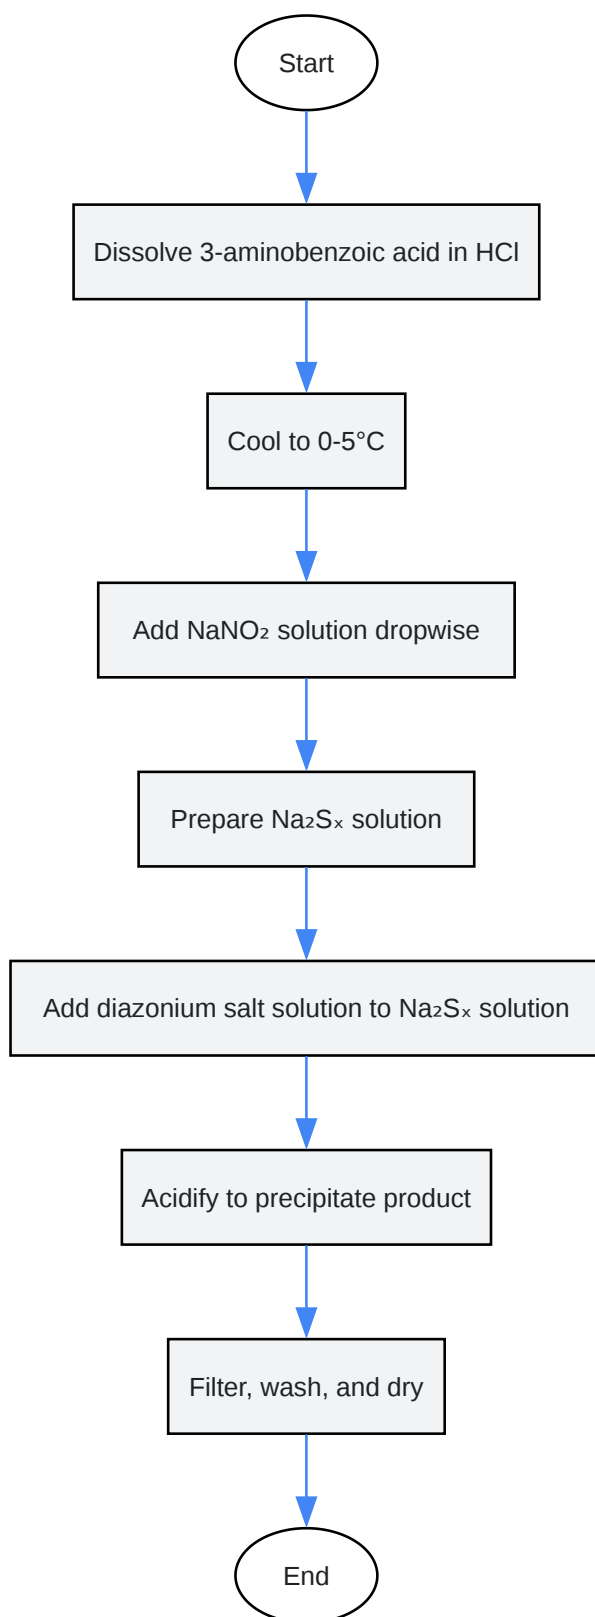 Start
Dissolve 3-aminobenzoic acid in HCl
Cool to 0-5°C
Add NaNO₂ solution dropwise
Prepare Na₂Sₓ solution
Add diazonium salt solution to Na₂Sₓ solution
Acidify to precipitate product
Filter, wash, and dry
End